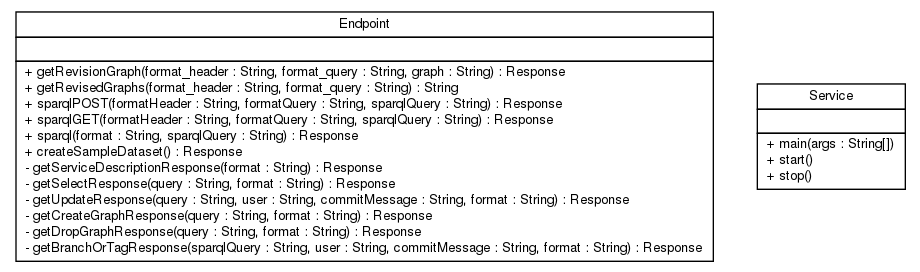 Endpoint
+ getRevisionGraph(format_header : String, format_query : String, graph : String) : Response
+ getRevisedGraphs(format_header : String, format_query : String) : String
+ sparqlPOST(formatHeader : String, formatQuery : String, sparqlQuery : String) : Response
+ sparqlGET(formatHeader : String, formatQuery : String, sparqlQuery : String) : Response
+ sparql(format : String, sparqlQuery : String) : Response
+ createSampleDataset() : Response
- getServiceDescriptionResponse(format : String) : Response
- getSelectResponse(query : String, format : String) : Response
- getUpdateResponse(query : String, user : String, commitMessage : String, format : String) : Response
- getCreateGraphResponse(query : String, format : String) : Response
- getDropGraphResponse(query : String, format : String) : Response
- getBranchOrTagResponse(sparqlQuery : String, user : String, commitMessage : String, format : String) : Response
Service
+ main(args : String[])
+ start()
+ stop()